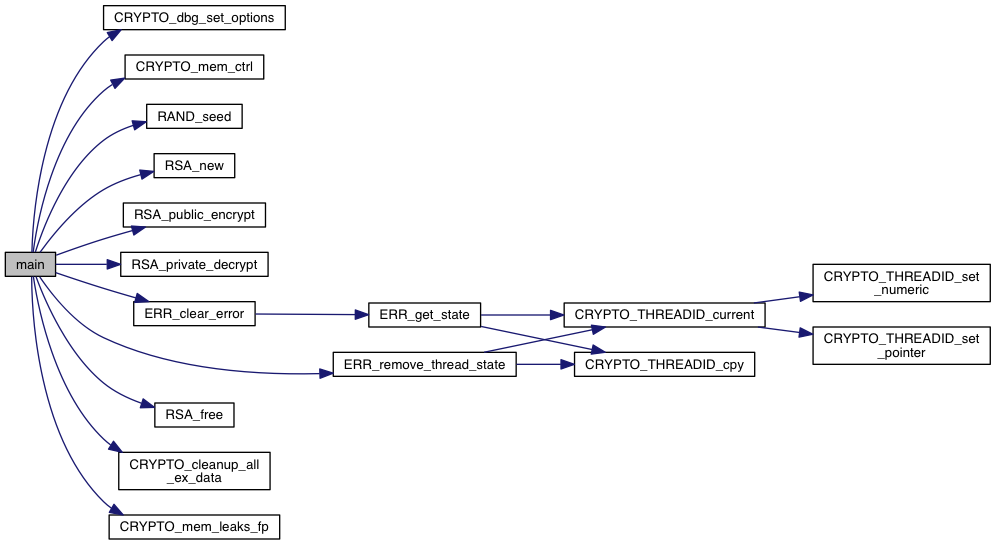 CRYPTO_dbg_set_options
CRYPTO_mem_ctrl
RAND_seed
RSA_new
RSA_public_encrypt
main
RSA_private_decrypt
ERR_clear_error
ERR_get_state
CRYPTO_THREADID_current
CRYPTO_THREADID_set
_numeric
CRYPTO_THREADID_set
_pointer
ERR_remove_thread_state
CRYPTO_THREADID_cpy
RSA_free
CRYPTO_cleanup_all
_ex_data
CRYPTO_mem_leaks_fp